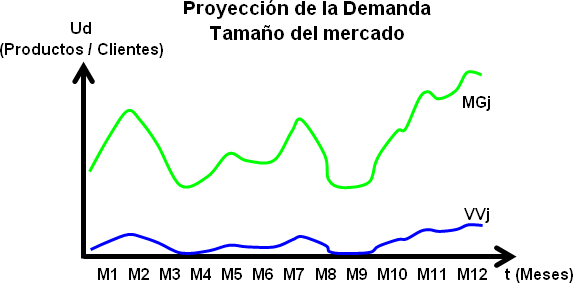 Proyección de la Demanda
Tamaño del mercado
Ud
(Productos / Clientes)
MGj
VVj
M1 M2 M3 M4 M5 M6 M7 M8 M9 M10 M11 M12 t (Meses)